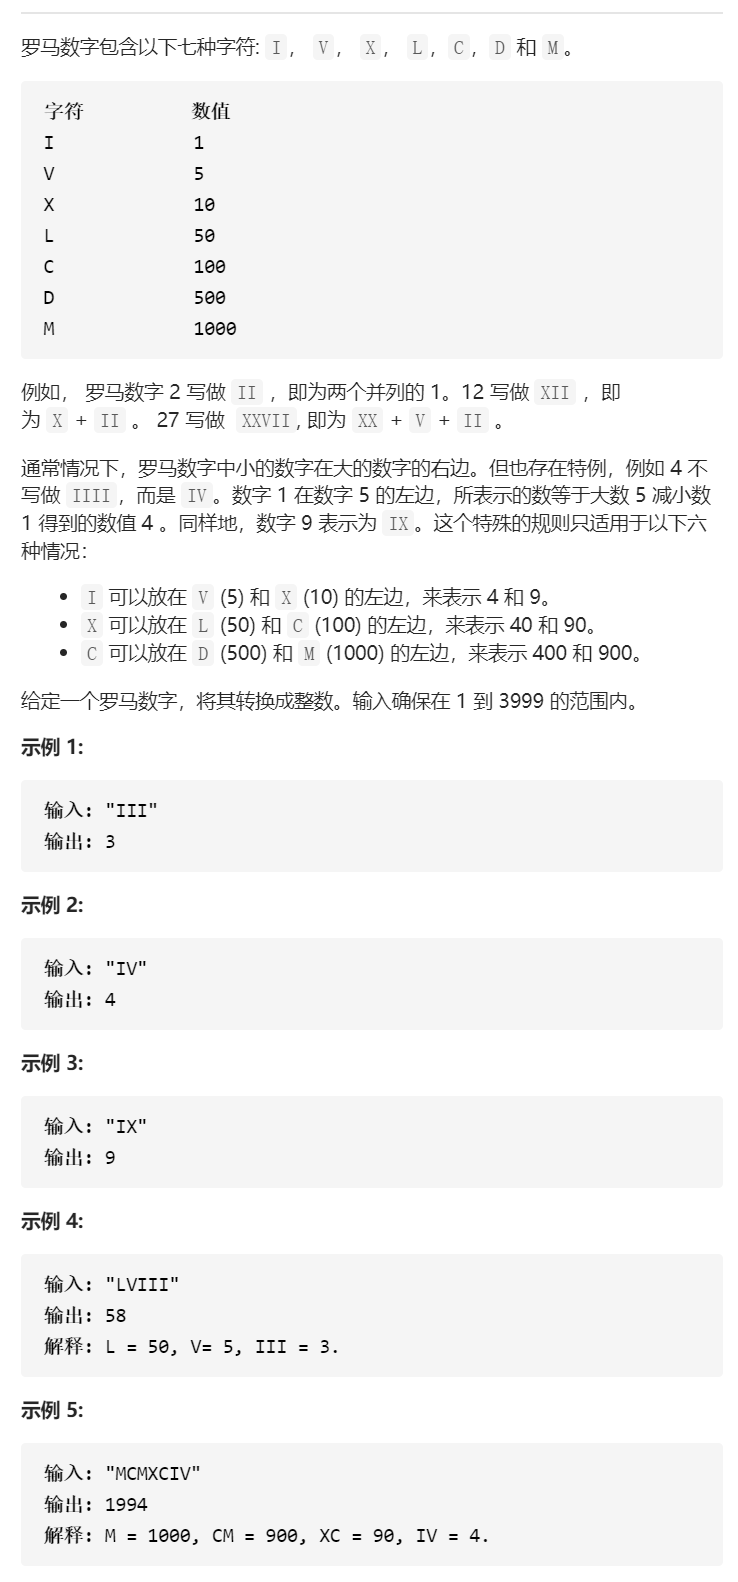 罗马数字包含以下七种字符: I， V， X， L，C，D 和 M。
字符 数值
I 1
V 5
X 10
L 50
C 100
D 500
M 1000
例如， 罗马数字 2 写做 II ，即为两个并列的 1。12 写做 XII ，即
为 X + II 。 27 写做 XXVII, 即为 XX + V + II 。
通常情况下，罗马数字中小的数字在大的数字的右边。但也存在特例，例如 4 不
写做 IIII，而是 IV。数字 1 在数字 5 的左边，所表示的数等于大数 5 减小数
1 得到的数值 4 。同样地，数字 9 表示为 IX。这个特殊的规则只适用于以下六
种情况：
• I 可以放在 V (5) 和 X (10) 的左边，来表示 4 和 9。
• X 可以放在 L (50) 和 C (100) 的左边，来表示 40 和 90。
• C 可以放在 D (500) 和 M (1000) 的左边，来表示 400 和 900。
给定一个罗马数字，将其转换成整数。输入确保在 1 到 3999 的范围内。
示例 1:
输入: "III"
输出: 3
示例 2:
输入: "IV"
输出: 4
示例 3:
输入: "IX"
输出: 9
示例 4:
输入: "LVIII"
输出: 58
解释: L = 50, V= 5, III = 3.
示例 5:
输入: "MCMXCIV"
输出: 1994
解释: M = 1000, CM = 900, XC = 90, IV = 4.